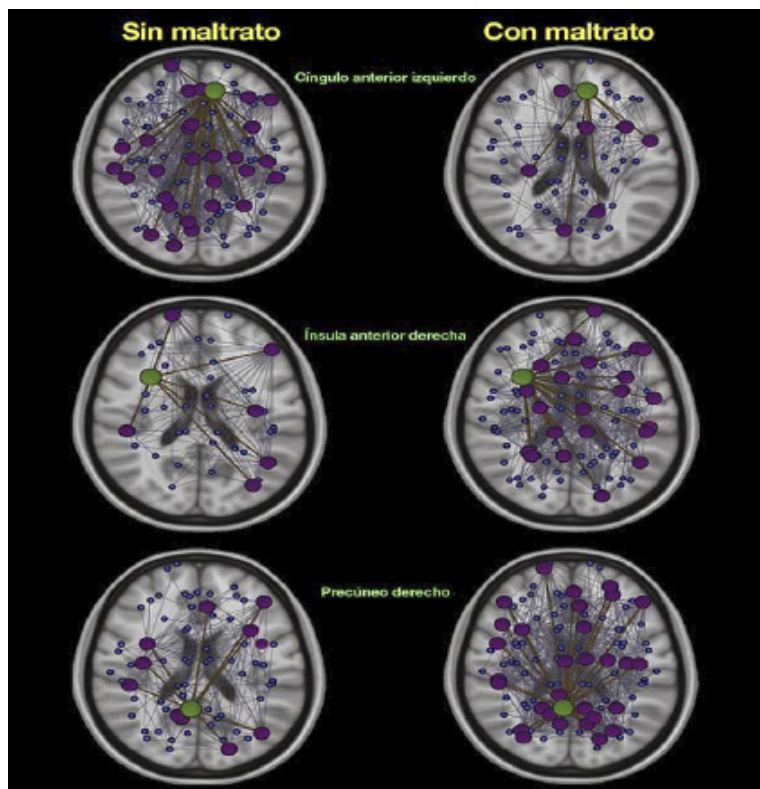 Sin maltrato
Con maltrato
Cíngulo anterior izquierdo
Ínsula anterior derecha
Precúneo derecho